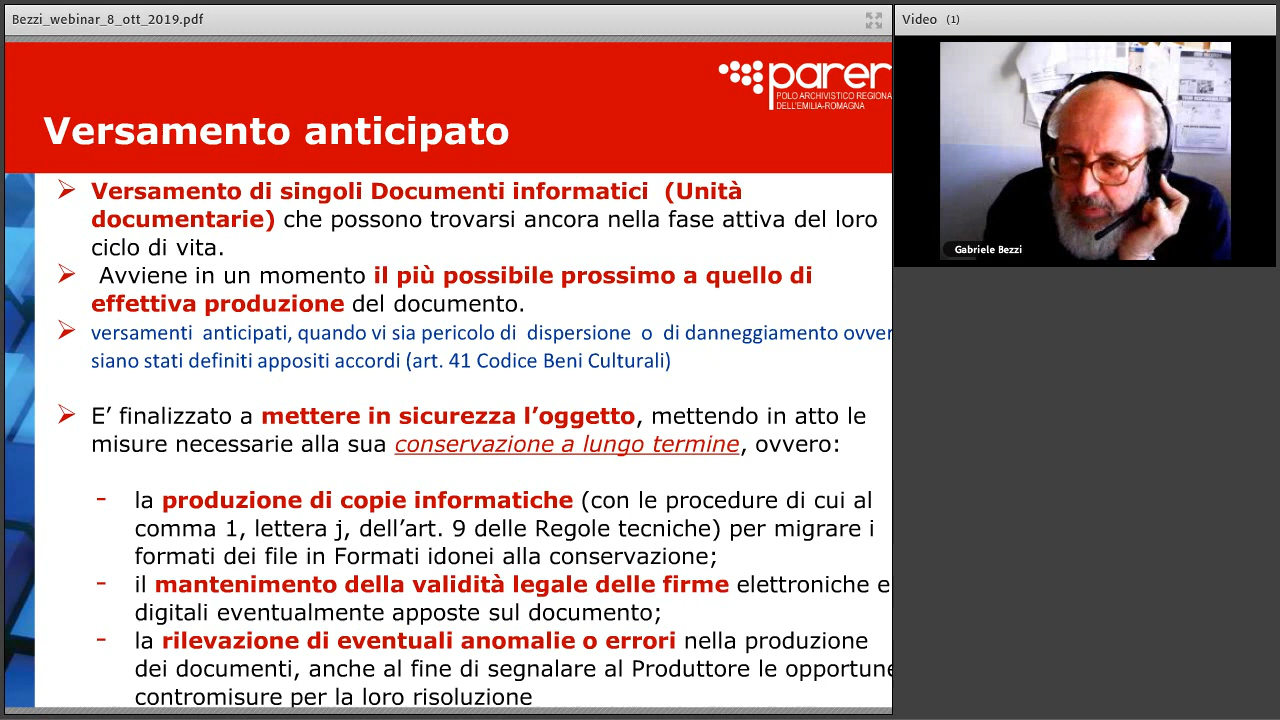 Bezzi_webinar_8_ott_2019.pdf
Video (1)
parer
POLO ARCHIVISTICO REGIONA
DELL'EMILIA-ROMAGNA
Versamento anticipato
Versamento di singoli Documenti informatici (Unità
documentarie) che possono trovarsi ancora nella fase attiva del loro
ciclo di vita.
Avviene in un momento il più possibile prossimo a quello di
effettiva produzione del documento.
versamenti anticipati, quando vi sia pericolo di dispersione o di danneggiamento ovver
siano stati definiti appositi accordi (art. 41 Codice Beni Culturali)
E' finalizzato a mettere in sicurezza l'oggetto, mettendo in atto le
misure necessarie alla sua conservazione a lungo termine, ovvero:
- la produzione di copie informatiche (con le procedure di cui al
comma 1, lettera j, dell'art. 9 delle Regole tecniche) per migrare i
formati dei file in Formati idonei alla conservazione;
- il mantenimento della validità legale delle firme elettroniche e
digitali eventualmente apposte sul documento;
- la rilevazione di eventuali anomalie o errori nella produzione
dei documenti, anche al fine di segnalare al Produttore le opportune
contromisure per la loro risoluzione
Gabriele Bezzi